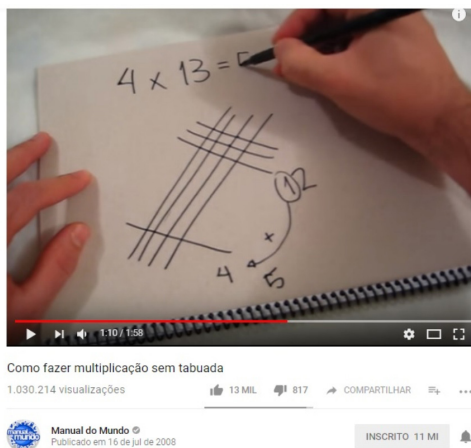 4 x 13 = 5
12
+
4 5
1:10 / 1:58
Como fazer multiplicação sem tabuada
1.030.214 visualizações 13 MIL 817 COMPARTILHAR
Manual do Mundo
Publicado em 16 de jul de 2008
INSCRITO 11 MI